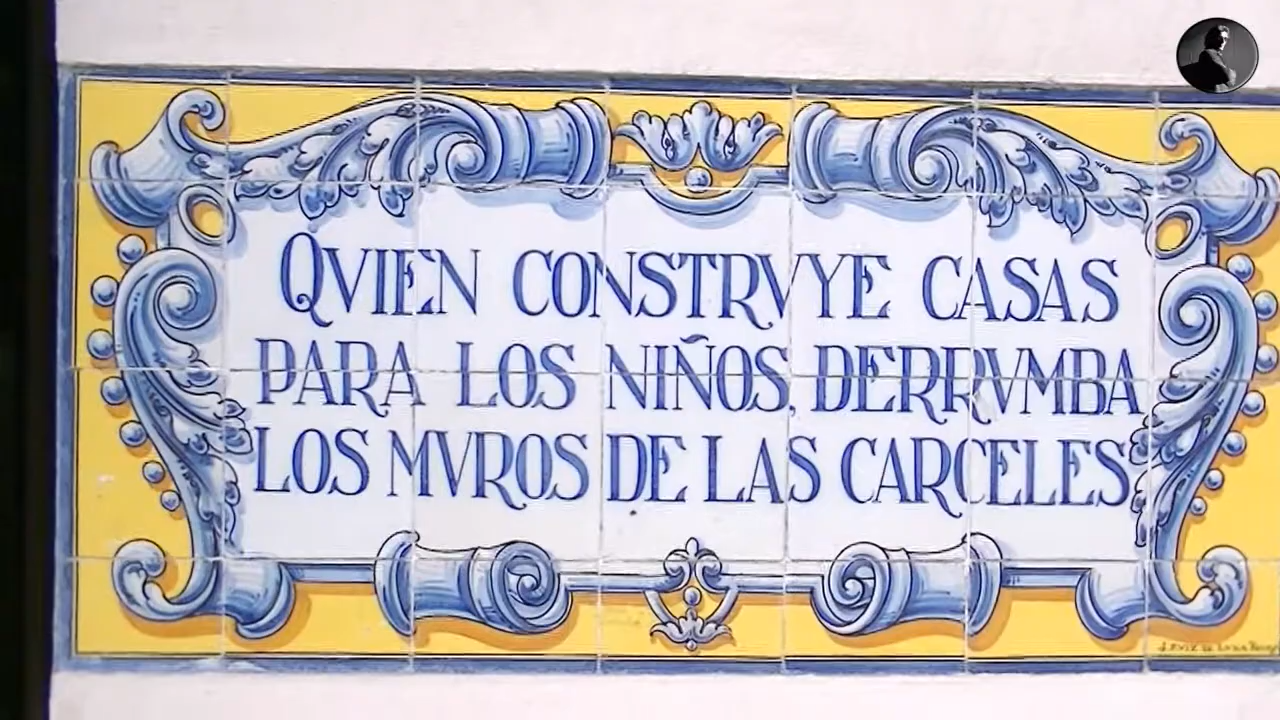 QVIEN CONSTRVYE CASAS
PARA LOS NIÑOS, DERRVMBA
LOS MVROS DE LAS CARCELES